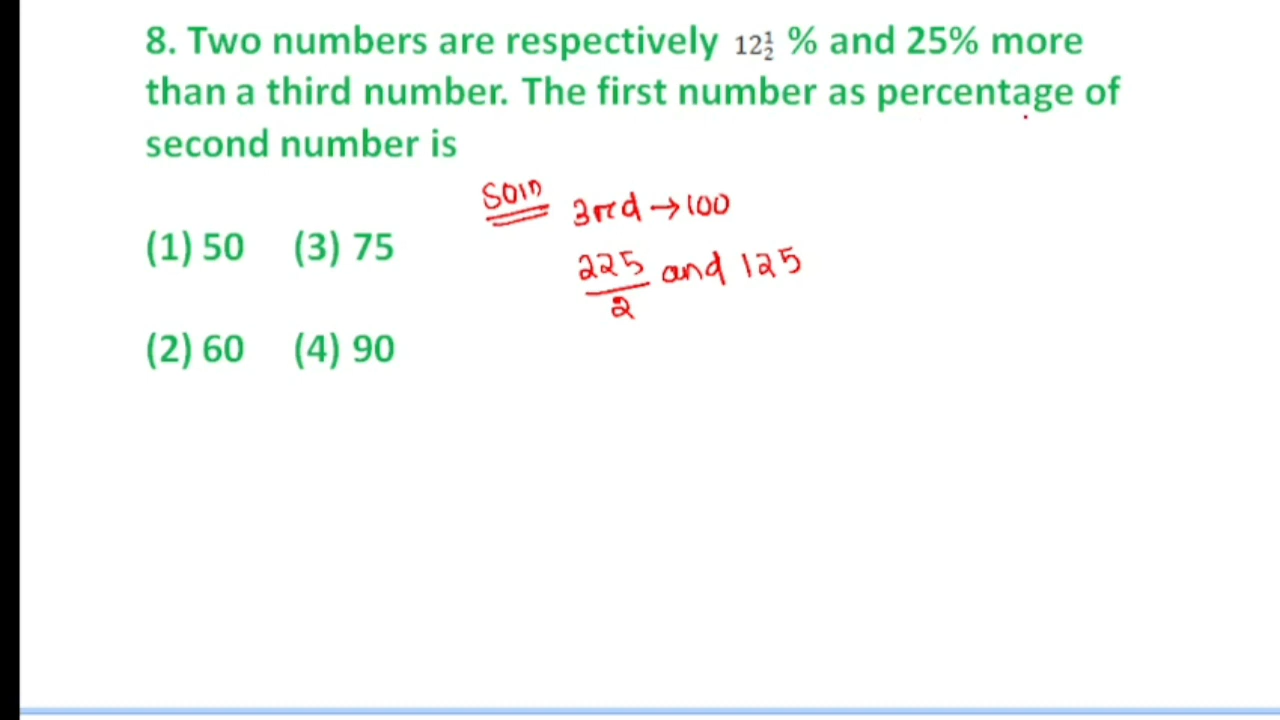 8. Two numbers are respectively 12½ % and 25% more
than a third number. The first number as percentage of
second number is
Soln
3rd → 100
225/2 and 125
(1) 50 (3) 75
(2) 60 (4) 90